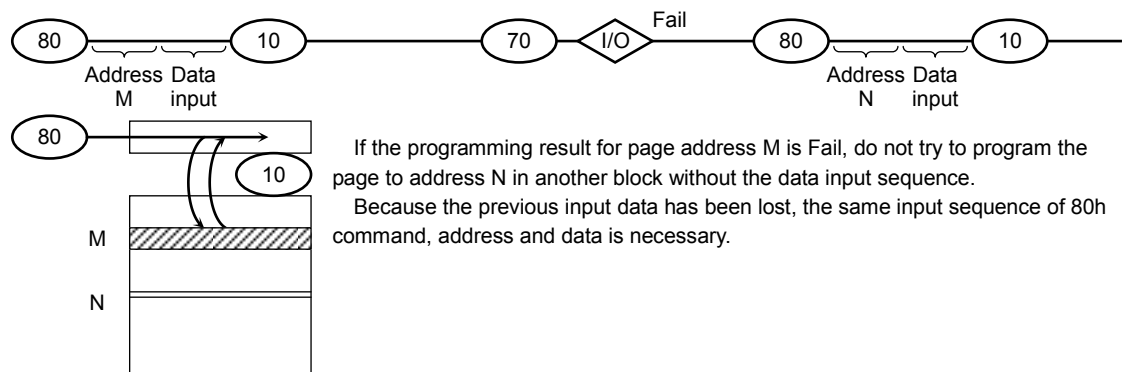 Fail
80 10 70 I/O 80 10
Address Data Address Data
M input N input
80
10
If the programming result for page address M is Fail, do not try to program the
page to address N in another block without the data input sequence.
Because the previous input data has been lost, the same input sequence of 80h
command, address and data is necessary.
M
N